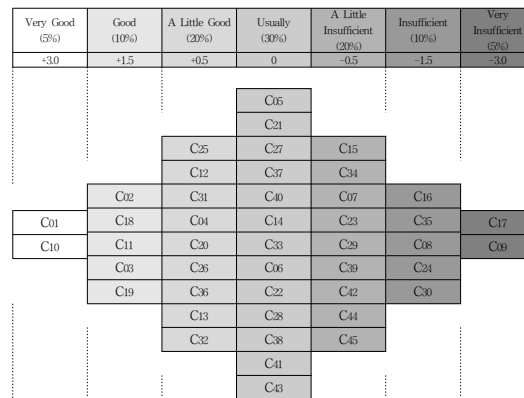 Very Good (5%) Good (10%) A Little Good (20%) Usually (30%) A Little Insufficient (20%) Insufficient (10%) Very Insufficient (5%)
+3.0 +1.5 +0.5 0 -0.5 -1.5 -3.0
C05
C21
C25 C27 C15
C12 C37 C34
C02 C31 C40 C07 C16
C01 C18 C04 C14 C23 C35 C17
C10 C11 C20 C33 C29 C08 C09
C03 C26 C06 C39 C24
C19 C36 C22 C42 C30
C13 C28 C44
C32 C38 C45
C41
C43